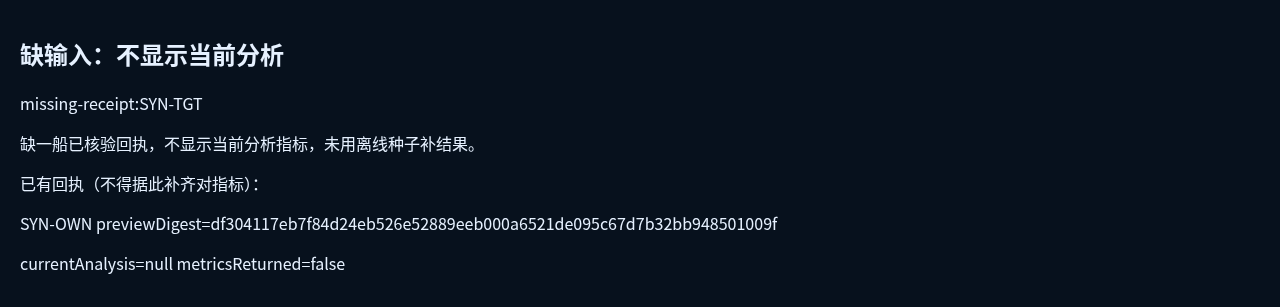 缺输入：不显示当前分析
missing-receipt:SYN-TGT
缺一船已核验回执，不显示当前分析指标，未用离线种子补结果。
已有回执（不得据此补齐对指标）：
SYN-OWN previewDigest=df304117eb7f84d24eb526e52889eeb000a6521de095c67d7b32bb948501009f
currentAnalysis=null metricsReturned=false